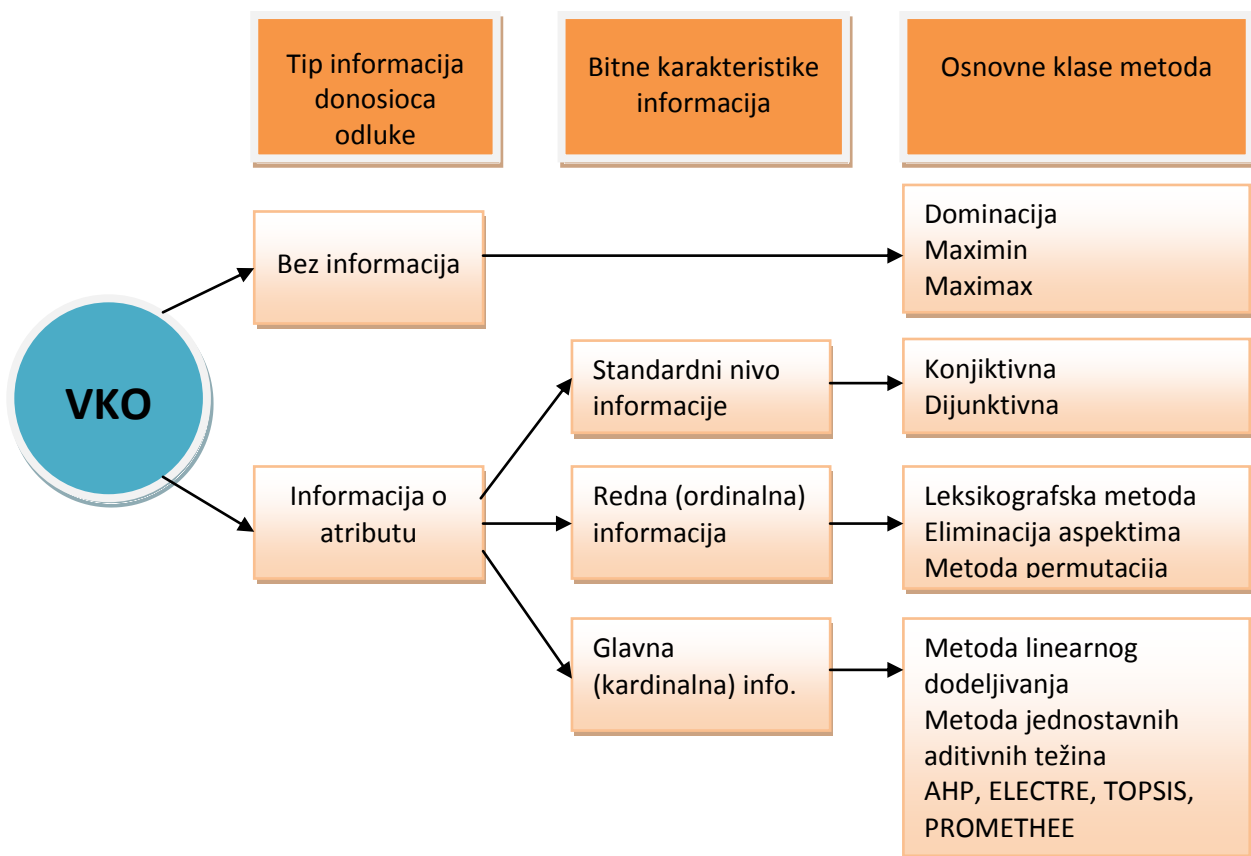 Tip informacija
donosioca
odluke
Bitne karakteristike
informacija
Osnovne klase metoda
Bez informacija
Dominacija
Maximin
Maximax
VKO
Standardni nivo
informacije
Konjiktivna
Dijunktivna
Informacija o
atributu
Redna (ordinalna)
informacija
Leksikografska metoda
Eliminacija aspektima
Metoda permutacija
Glavna
(kardinalna) info.
Metoda linearnog
dodeljivanja
Metoda jednostavnih
aditivnih težina
AHP, ELECTRE, TOPSIS,
PROMETHEE